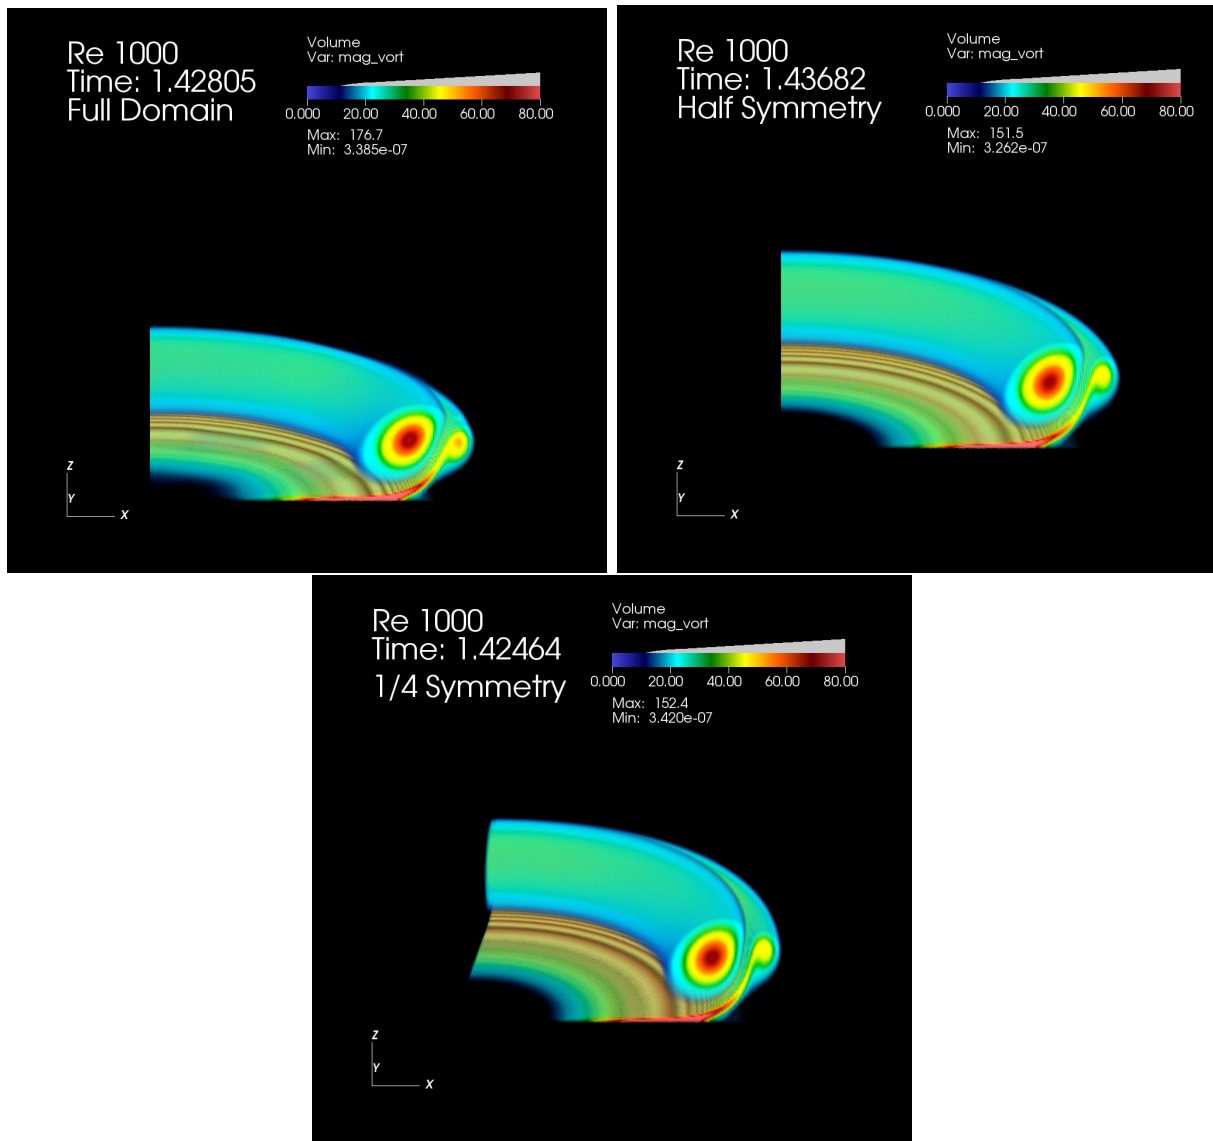 Re 1000
Time: 1.42805
Full Domain
Volume
Var: mag_vort
0.000 20.00 40.00 60.00 80.00
Max: 176.7
Min: 3.385e-07
Z
Y
X
Re 1000
Time: 1.43682
Half Symmetry
Volume
Var: mag_vort
0.000 20.00 40.00 60.00 80.00
Max: 151.5
Min: 3.262e-07
Z
Y
X
Re 1000
Time: 1.42464
1/4 Symmetry
Volume
Var: mag_vort
0.000 20.00 40.00 60.00 80.00
Max: 152.4
Min: 3.420e-07
Z
Y
X